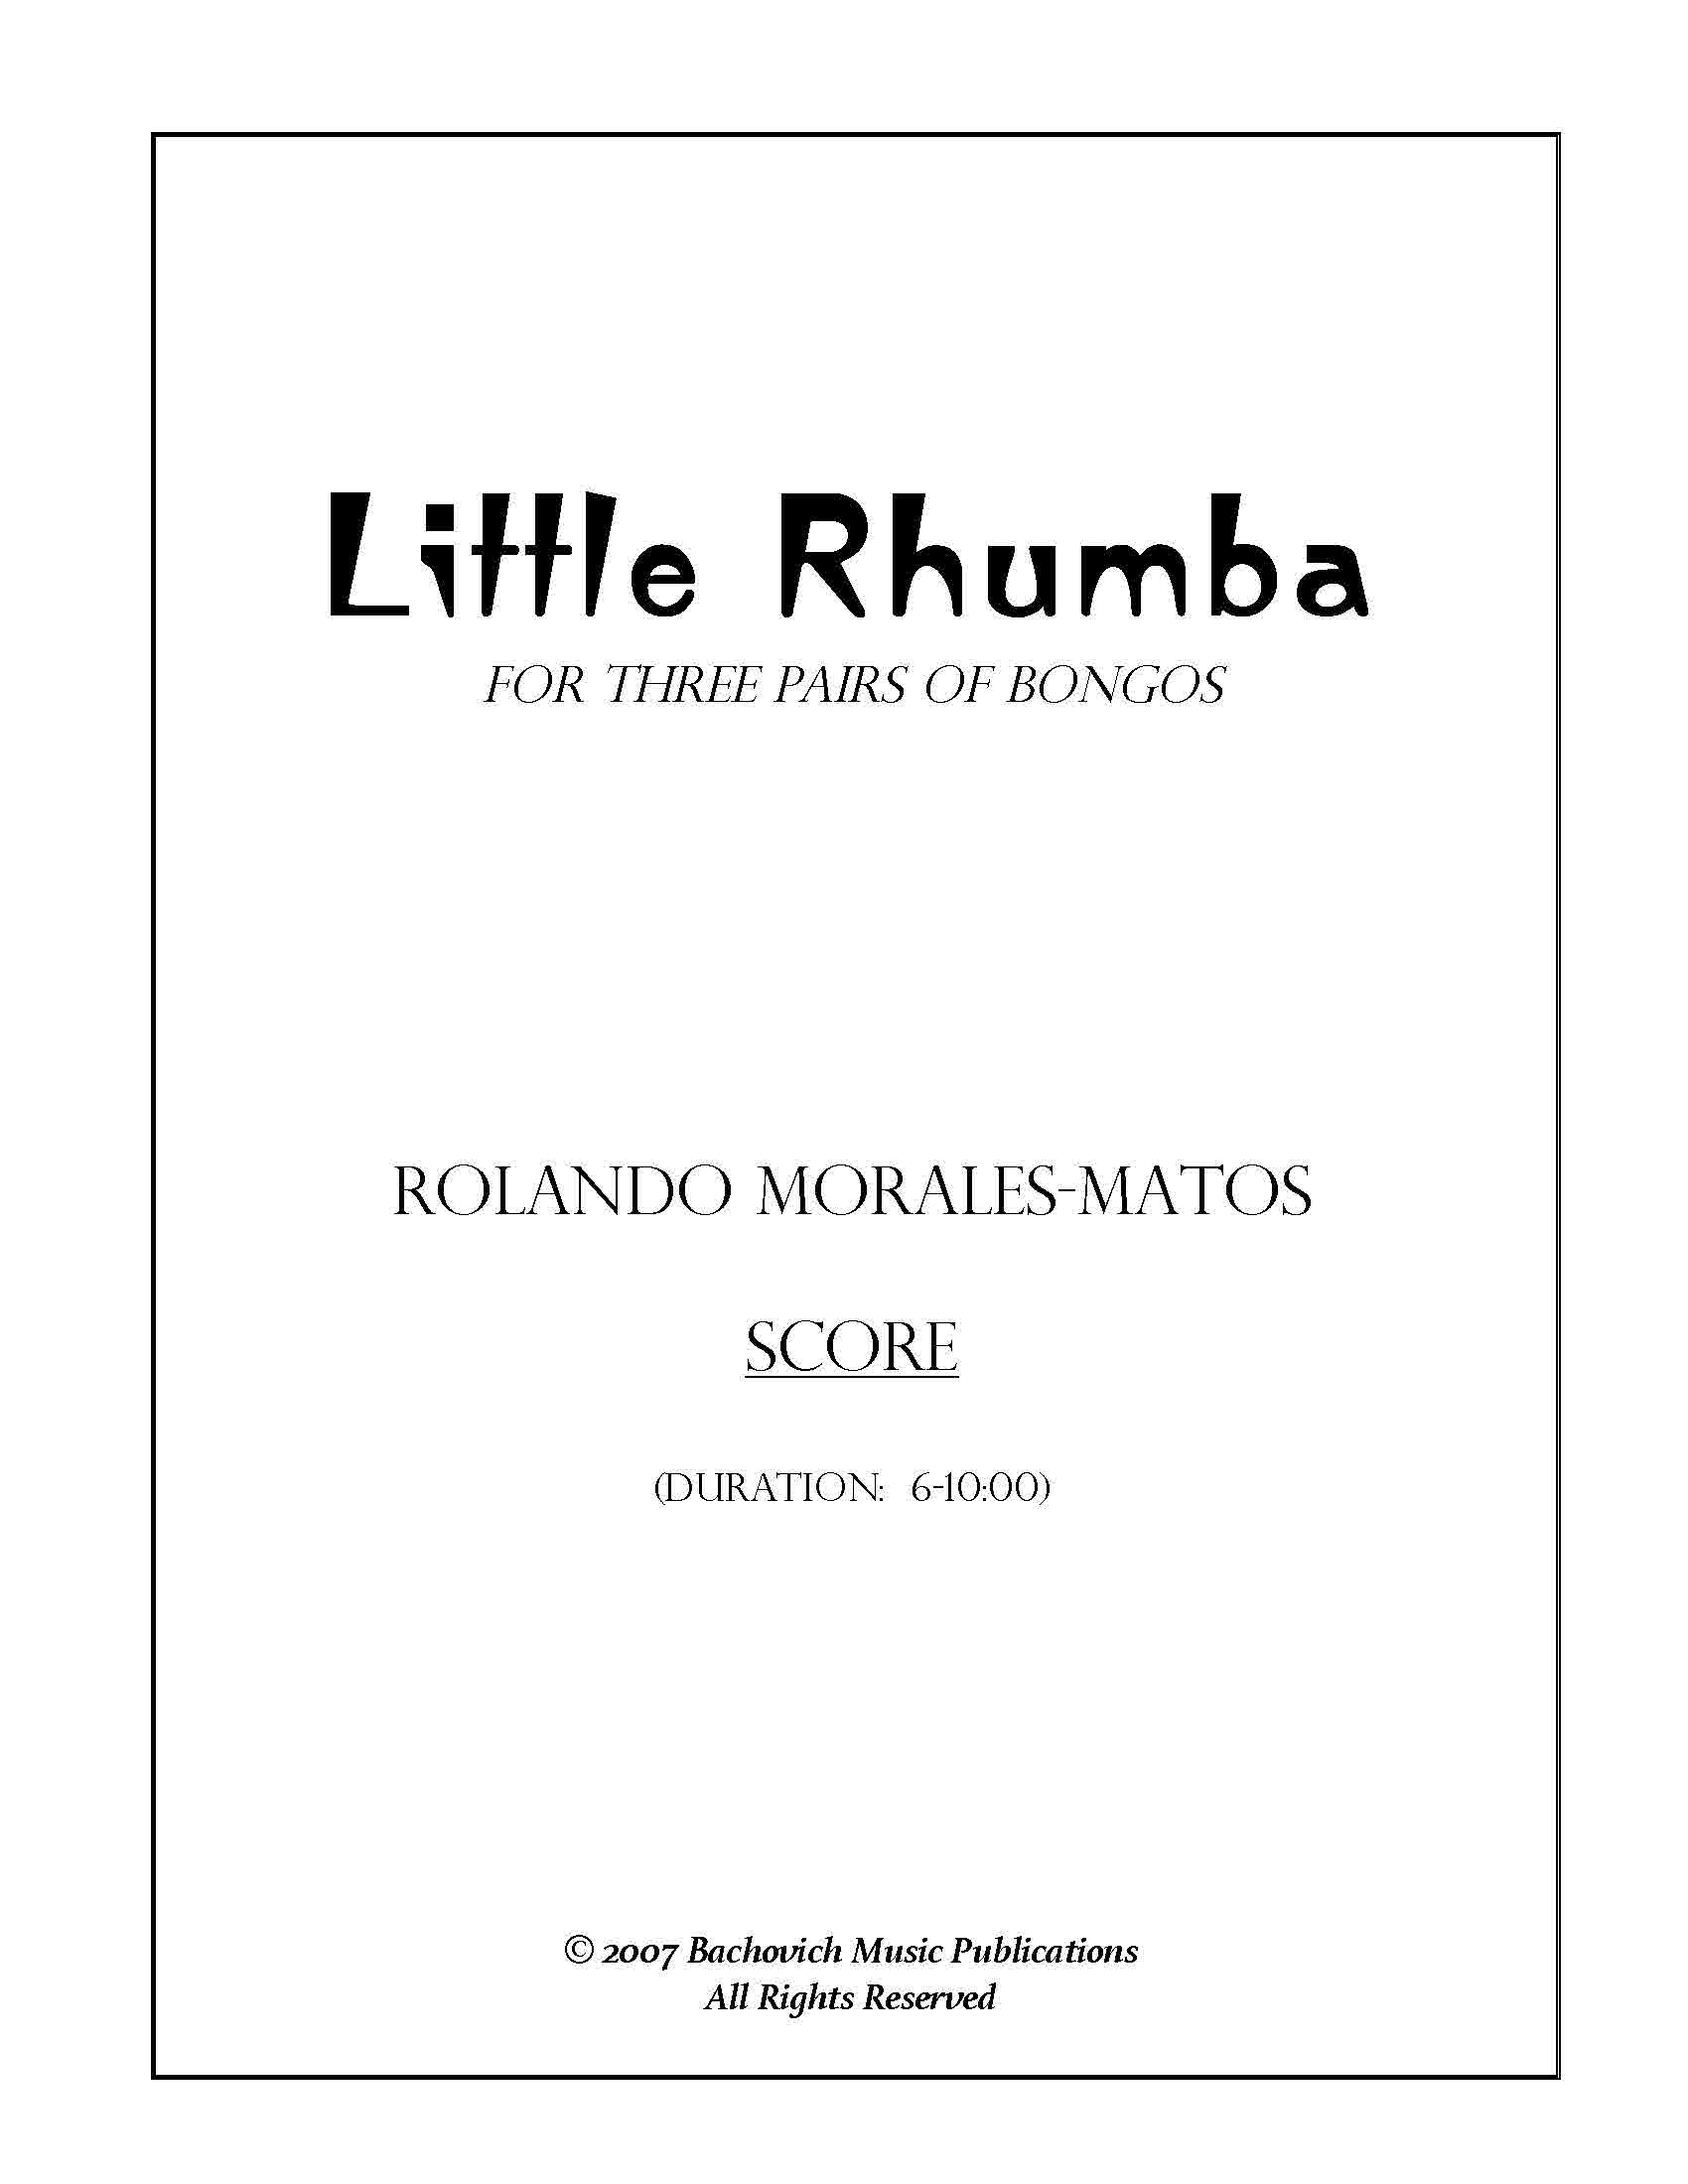 Little Rhumba
FOR THREE PAIRS OF BONGOS
ROLANDO MORALES-MATOS
SCORE
(DURATION: 6-10:00)
© 2007 Bachovich Music Publications
All Rights Reserved